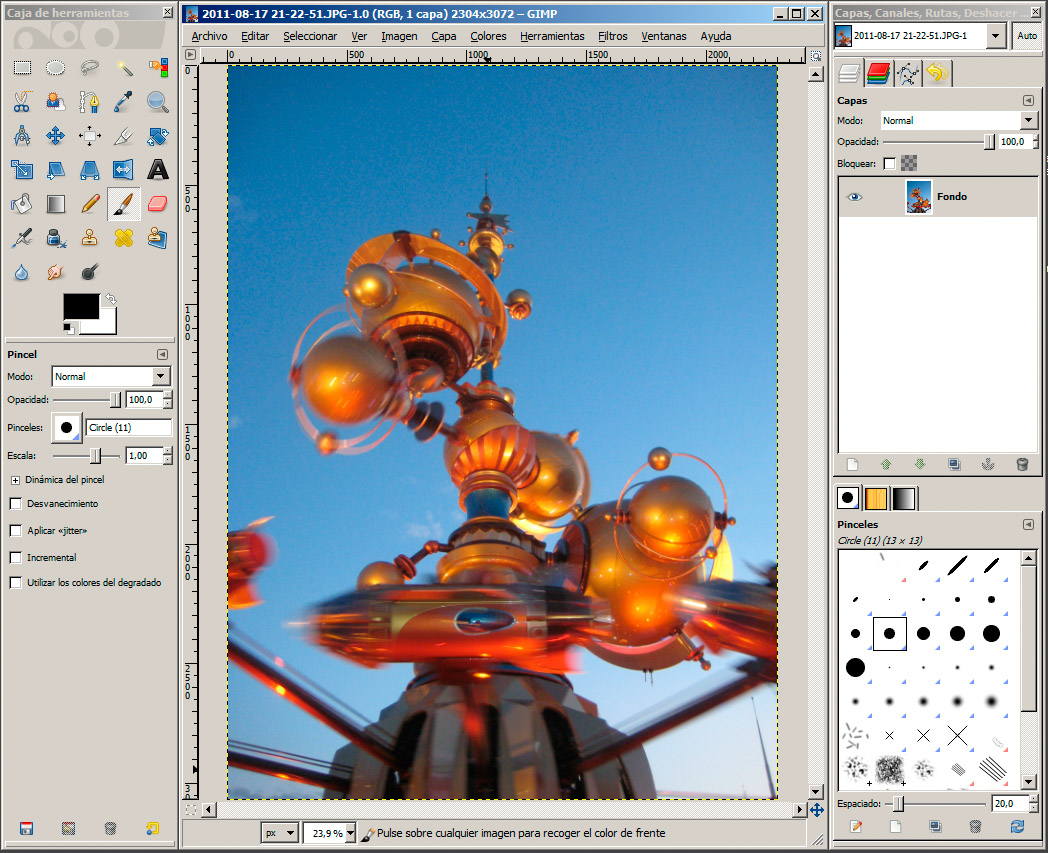 Caja de herramientas
Pincel
Modo: Normal
Opacidad: 100,0
Pinceles: Circle (11)
Escala: 1,00
Dinámica del pincel
Desvanecimiento
Aplicar «jitter»
Incremental
Utilizar los colores del degradado
2011-08-17 21-22-51.JPG-1.0 (RGB, 1 capa) 2304x3072 – GIMP
Archivo Editar Seleccionar Ver Imagen Capa Colores Herramientas Filtros Ventanas Ayuda
0 500 1000 1500 2000
0
500
1000
1500
2000
2500
px 23,9 % Pulse sobre cualquier imagen para recoger el color de frente
Capas, Canales, Rutas, Deshacer ...
2011-08-17 21-22-51.JPG-1 Auto
Capas
Modo: Normal
Opacidad: 100,0
Bloquear:
Fondo
Pinceles
Circle (11) (13 × 13)
Espaciado: 20,0